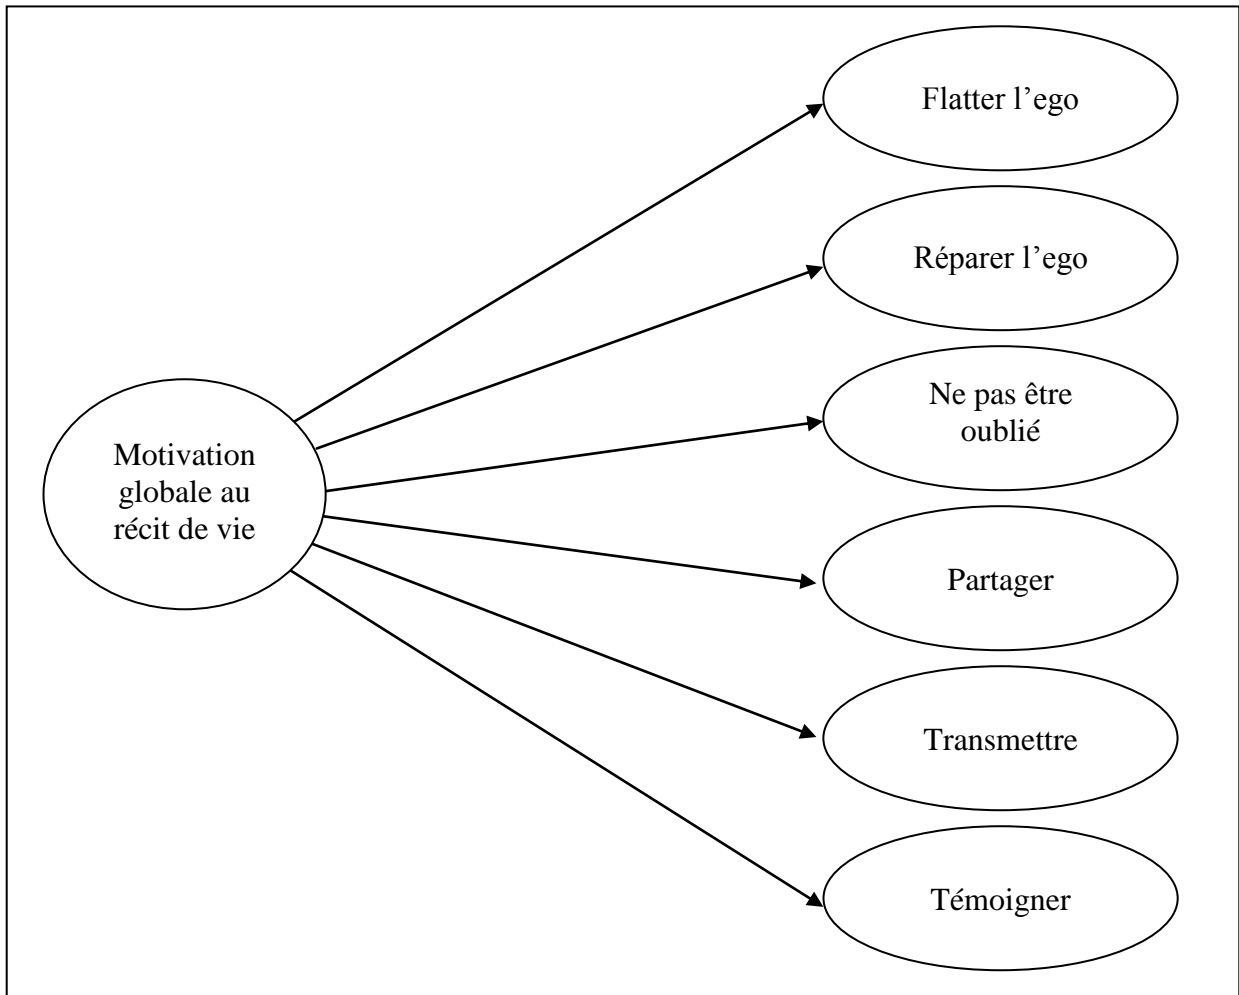 Flatter l’ego
Réparer l’ego
Ne pas être
oublié
Motivation
globale au
récit de vie
Partager
Transmettre
Témoigner